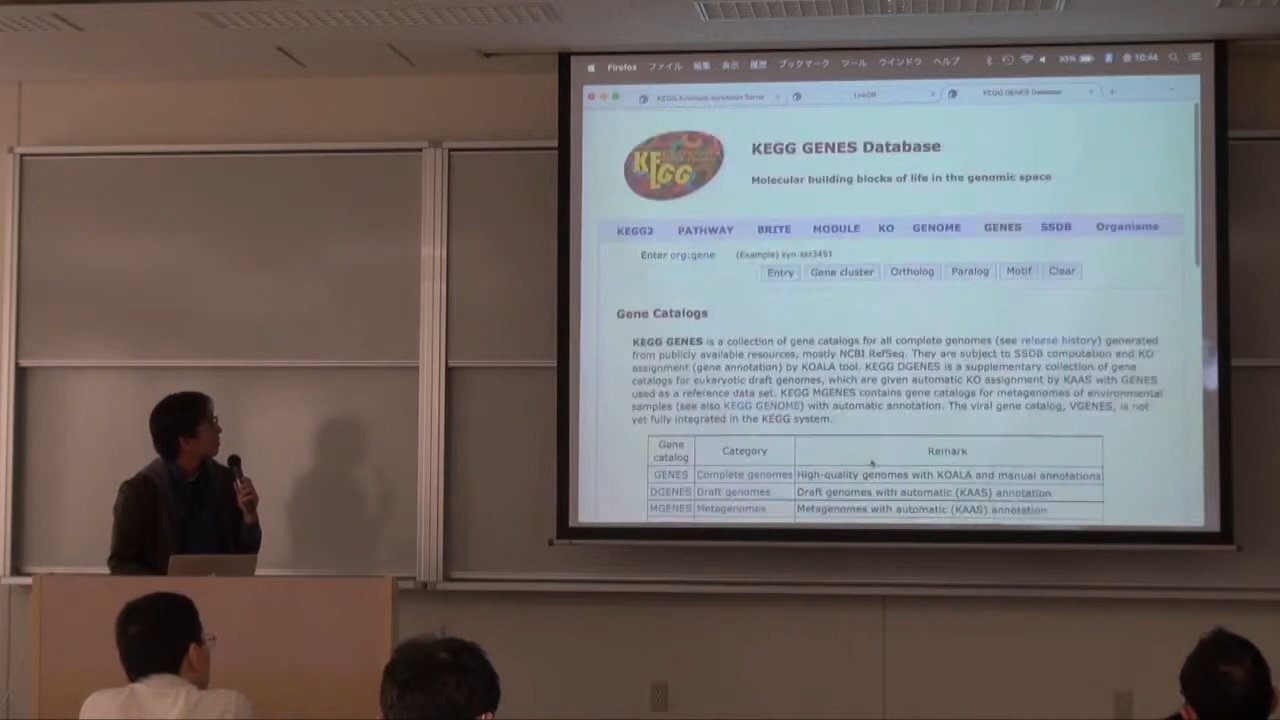 Firefox ファイル 編集 表示 履歴 ブックマーク ツール ウインドウ ヘルプ 93% 金 10:44
KEGG GENES Database
KEGG
KEGG GENES Database
Molecular building blocks of life in the genomic space
KEGG2 PATHWAY BRITE MODULE KO GENOME GENES SSDB Organisms
Enter org:gene (Example) syn:ssr3451
Entry Gene cluster Ortholog Paralog Motif Clear
Gene Catalogs
KEGG GENES is a collection of gene catalogs for all complete genomes (see release history) generated
from publicly available resources, mostly NCBI RefSeq. They are subject to SSDB computation and KO
assignment (gene annotation) by KOALA tool. KEGG DGENES is a supplementary collection of gene
catalogs for eukaryotic draft genomes, which are given automatic KO assignment by KAAS with GENES
used as a reference data set. KEGG MGENES contains gene catalogs for metagenomes of environmental
samples (see also KEGG GENOME) with automatic annotation. The viral gene catalog, VGENES, is not
yet fully integrated in the KEGG system.
Gene catalog Category Remark
GENES Complete genomes High-quality genomes with KOALA and manual annotations
DGENES Draft genomes Draft genomes with automatic (KAAS) annotation
MGENES Metagenomes Metagenomes with automatic (KAAS) annotation